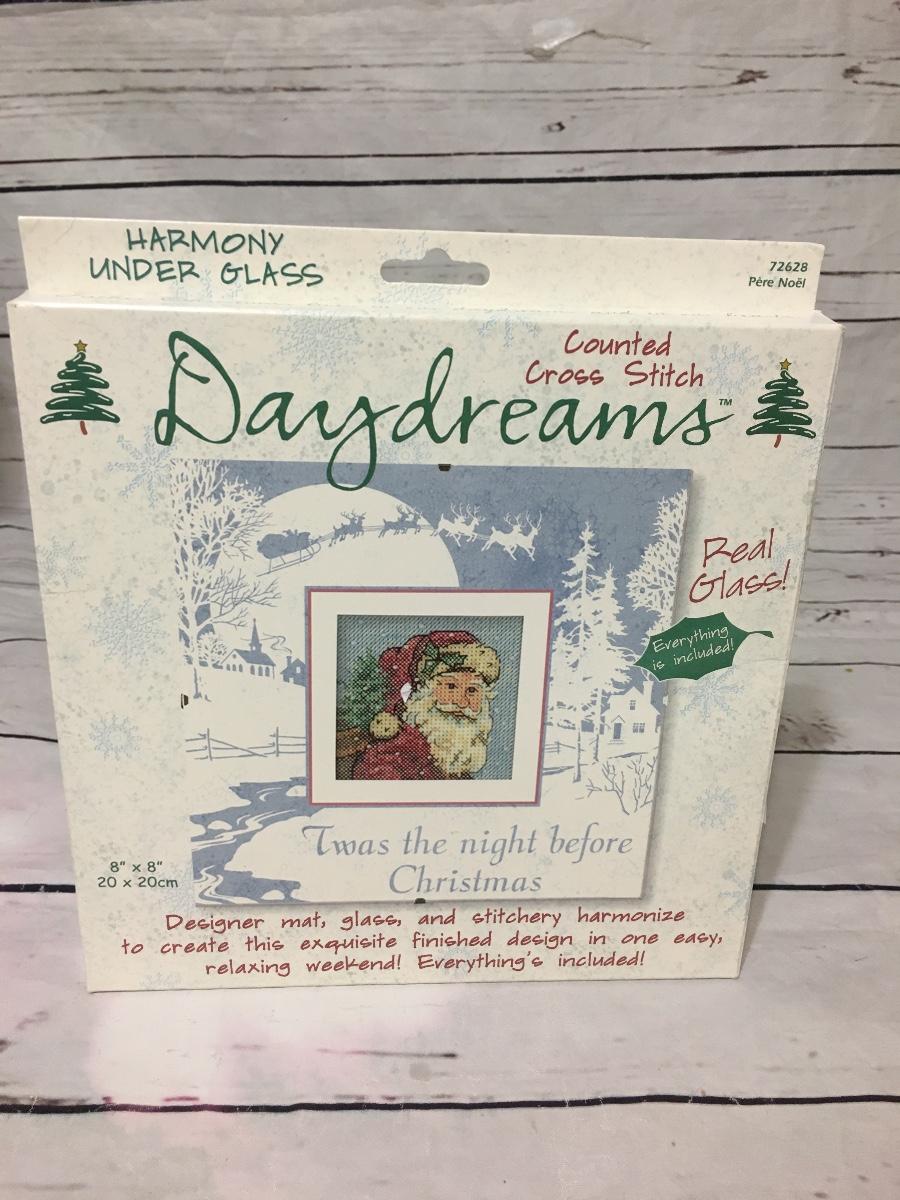 HARMONY
UNDER GLASS
72628
Père Noël
Counted
Cross Stitch
Daydreams™
Real
Glass!
Everything
is included!
'Twas the night before
Christmas
8" x 8"
20 x 20cm
Designer mat, glass, and stitchery harmonize
to create this exquisite finished design in one easy,
relaxing weekend! Everything's included!